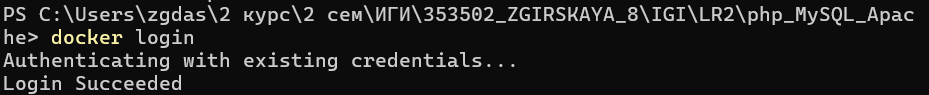 PS C:\Users\zgdas\2 курс\2 сем\ИГИ\353502_ZGIRSKAYA_8\IGI\LR2\php_MySQL_Apac
he> docker login
Authenticating with existing credentials...
Login Succeeded